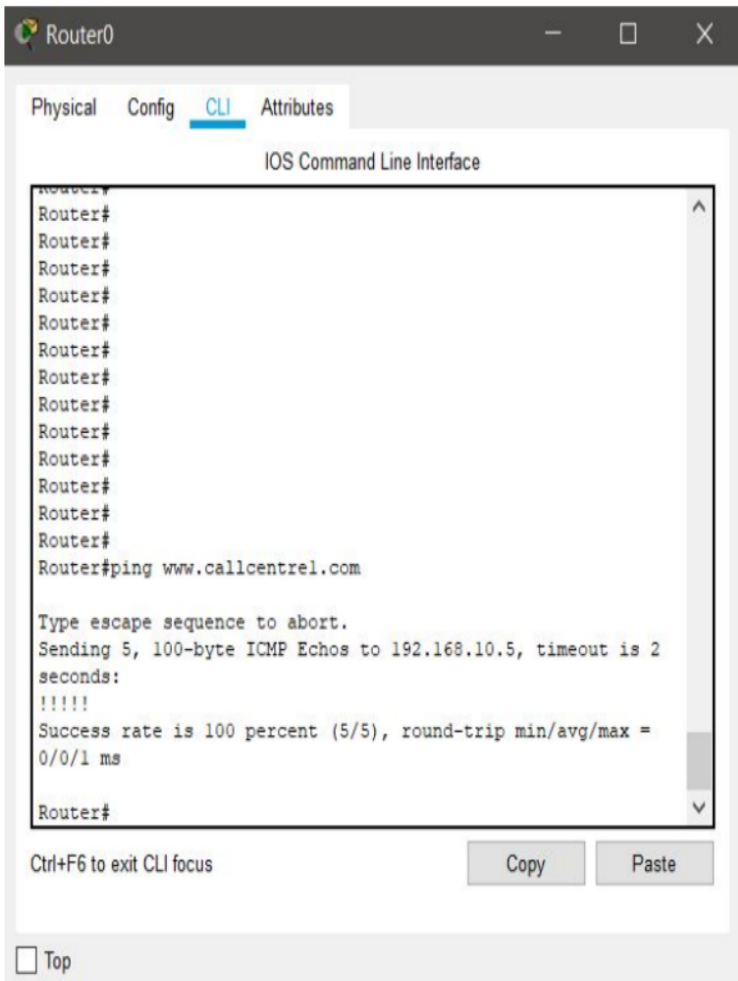 Router0
Physical Config CLI Attributes
IOS Command Line Interface
Router#
Router#
Router#
Router#
Router#
Router#
Router#
Router#
Router#
Router#
Router#
Router#
Router#
Router#
Router#ping www.callcentre1.com
Type escape sequence to abort.
Sending 5, 100-byte ICMP Echos to 192.168.10.5, timeout is 2
seconds:
!!!!!
Success rate is 100 percent (5/5), round-trip min/avg/max =
0/0/1 ms
Router#
Ctrl+F6 to exit CLI focus
Copy Paste
Top